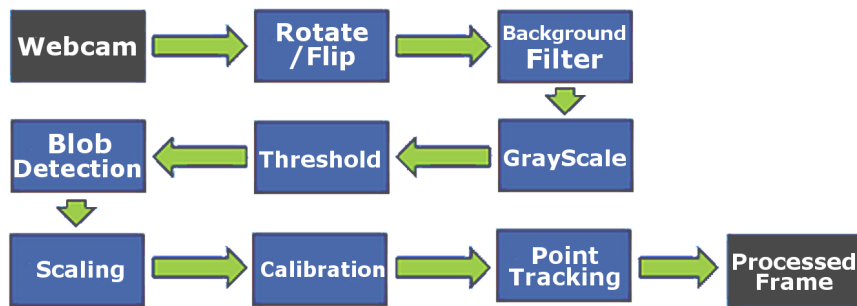 Webcam
Rotate
/Flip
Background
Filter
GrayScale
Threshold
Blob
Detection
Scaling
Calibration
Point
Tracking
Processed
Frame